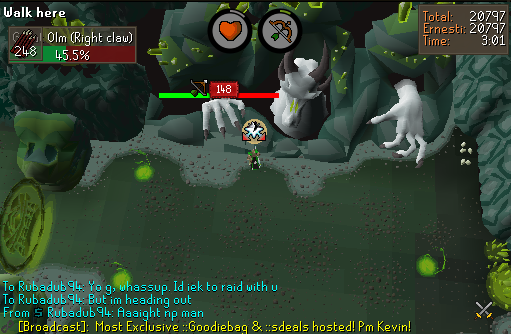 Walk here
Total: 20797
Ernesti: 20797
Time: 3:01
Great Olm (Right claw)
248
45.5%
148
To Rubadub94: Yo g, whassup. Id iek to raid with u
To Rubadub94: But im heading out
From S Rubadub94: Aaaight np man
[Broadcast]: Most Exclusive ::Goodiebag & ::sdeals hosted! Pm Kevin!